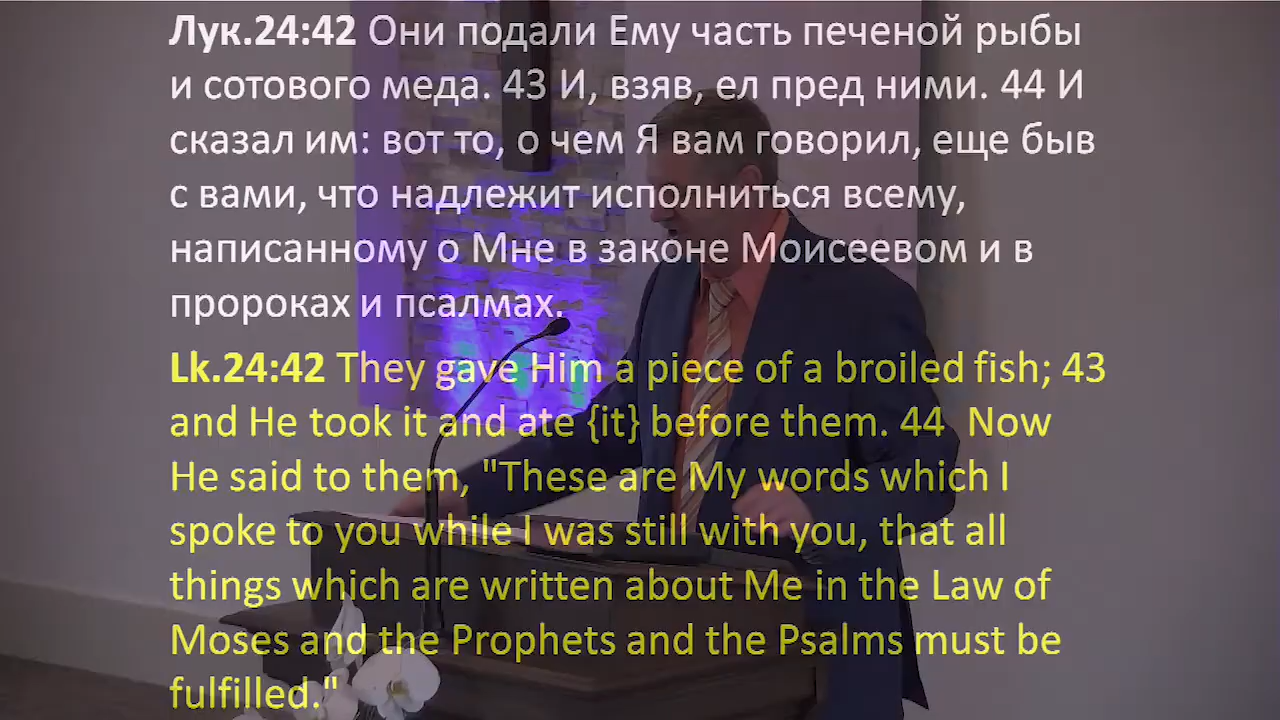 Лук.24:42 Они подали Ему часть печеной рыбы
и сотового меда. 43 И, взяв, ел пред ними. 44 И
сказал им: вот то, о чем Я вам говорил, еще быв
с вами, что надлежит исполниться всему,
написанному о Мне в законе Моисеевом и в
пророках и псалмах.
Lk.24:42 They gave Him a piece of a broiled fish; 43
and He took it and ate {it} before them. 44 Now
He said to them, "These are My words which I
spoke to you while I was still with you, that all
things which are written about Me in the Law of
Moses and the Prophets and the Psalms must be
fulfilled."